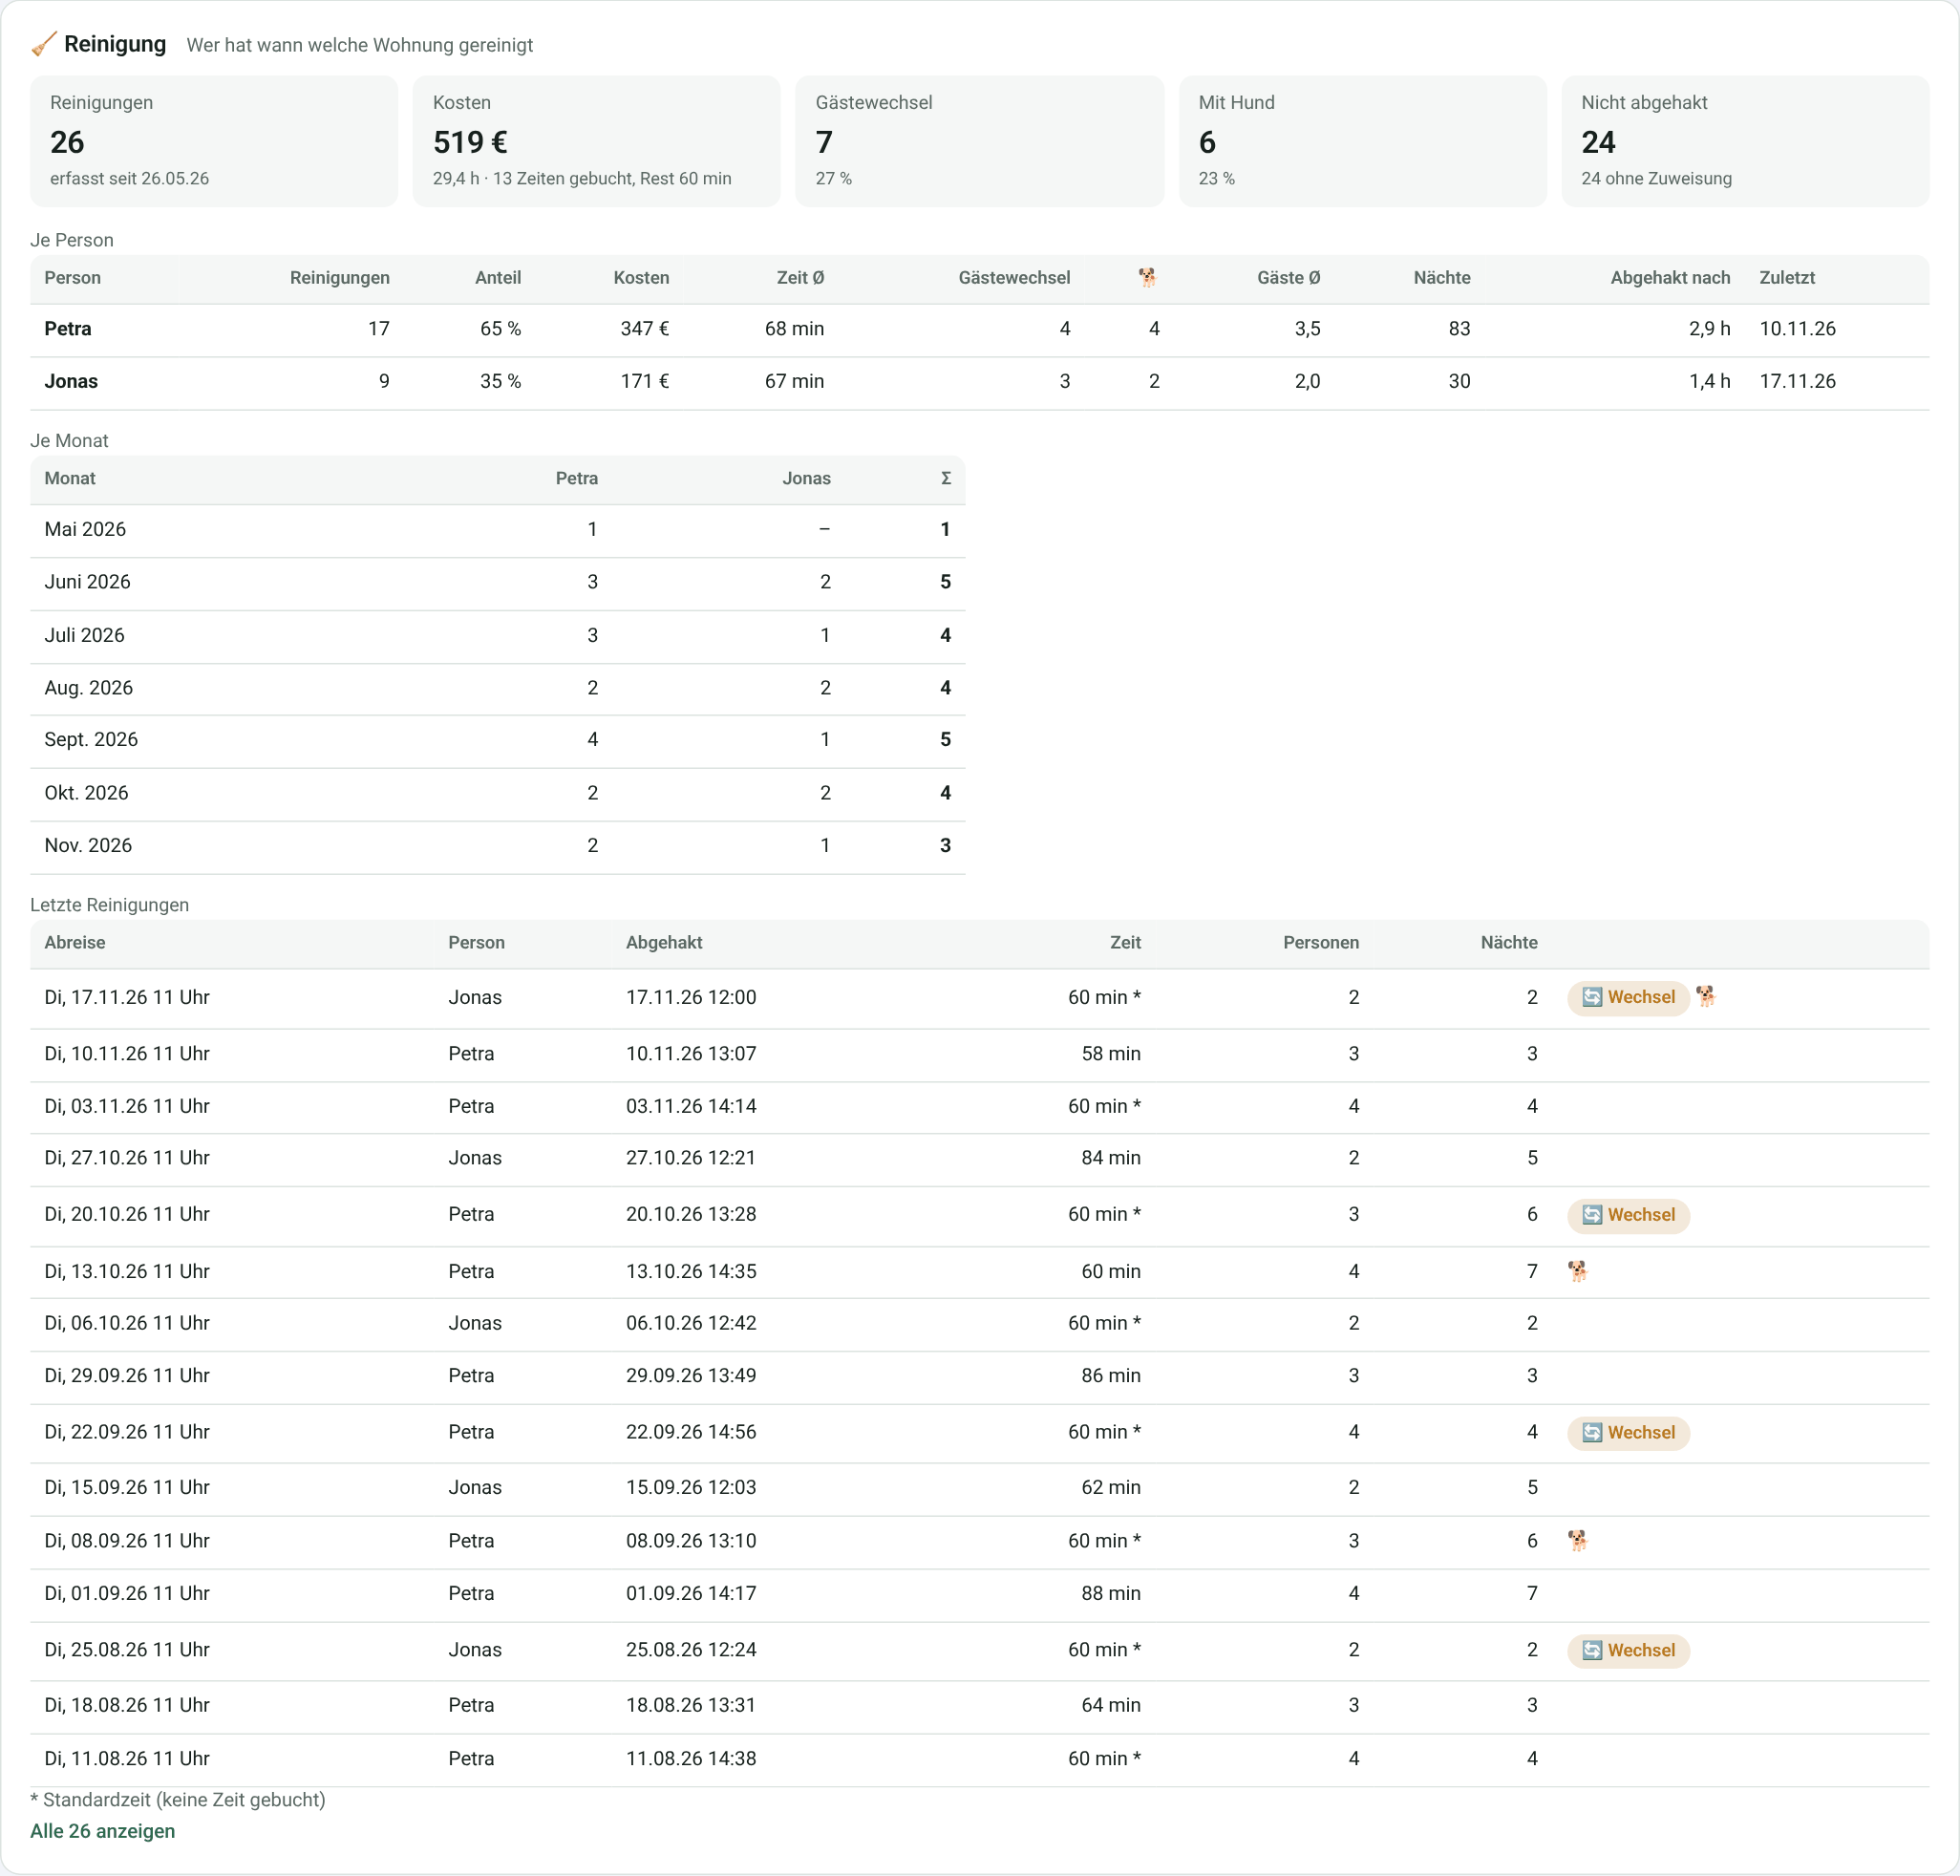 Reinigung Wer hat wann welche Wohnung gereinigt
Reinigungen
26
erfasst seit 26.05.26
Kosten
519 €
29,4 h · 13 Zeiten gebucht, Rest 60 min
Gästewechsel
7
27 %
Mit Hund
6
23 %
Nicht abgehakt
24
24 ohne Zuweisung
Je Person
Person Reinigungen Anteil Kosten Zeit Ø Gästewechsel Gäste Ø Nächte Abgehakt nach Zuletzt
Petra 17 65 % 347 € 68 min 4 4 3,5 83 2,9 h 10.11.26
Jonas 9 35 % 171 € 67 min 3 2 2,0 30 1,4 h 17.11.26
Je Monat
Monat Petra Jonas Σ
Mai 2026 1 – 1
Juni 2026 3 2 5
Juli 2026 3 1 4
Aug. 2026 2 2 4
Sept. 2026 4 1 5
Okt. 2026 2 2 4
Nov. 2026 2 1 3
Letzte Reinigungen
Abreise Person Abgehakt Zeit Personen Nächte
Di, 17.11.26 11 Uhr Jonas 17.11.26 12:00 60 min * 2 2 Wechsel
Di, 10.11.26 11 Uhr Petra 10.11.26 13:07 58 min 3 3
Di, 03.11.26 11 Uhr Petra 03.11.26 14:14 60 min * 4 4
Di, 27.10.26 11 Uhr Jonas 27.10.26 12:21 84 min 2 5
Di, 20.10.26 11 Uhr Petra 20.10.26 13:28 60 min * 3 6 Wechsel
Di, 13.10.26 11 Uhr Petra 13.10.26 14:35 60 min 4 7
Di, 06.10.26 11 Uhr Jonas 06.10.26 12:42 60 min * 2 2
Di, 29.09.26 11 Uhr Petra 29.09.26 13:49 86 min 3 3
Di, 22.09.26 11 Uhr Petra 22.09.26 14:56 60 min * 4 4 Wechsel
Di, 15.09.26 11 Uhr Jonas 15.09.26 12:03 62 min 2 5
Di, 08.09.26 11 Uhr Petra 08.09.26 13:10 60 min * 3 6
Di, 01.09.26 11 Uhr Petra 01.09.26 14:17 88 min 4 7
Di, 25.08.26 11 Uhr Jonas 25.08.26 12:24 60 min * 2 2 Wechsel
Di, 18.08.26 11 Uhr Petra 18.08.26 13:31 64 min 3 3
Di, 11.08.26 11 Uhr Petra 11.08.26 14:38 60 min * 4 4
* Standardzeit (keine Zeit gebucht)
Alle 26 anzeigen